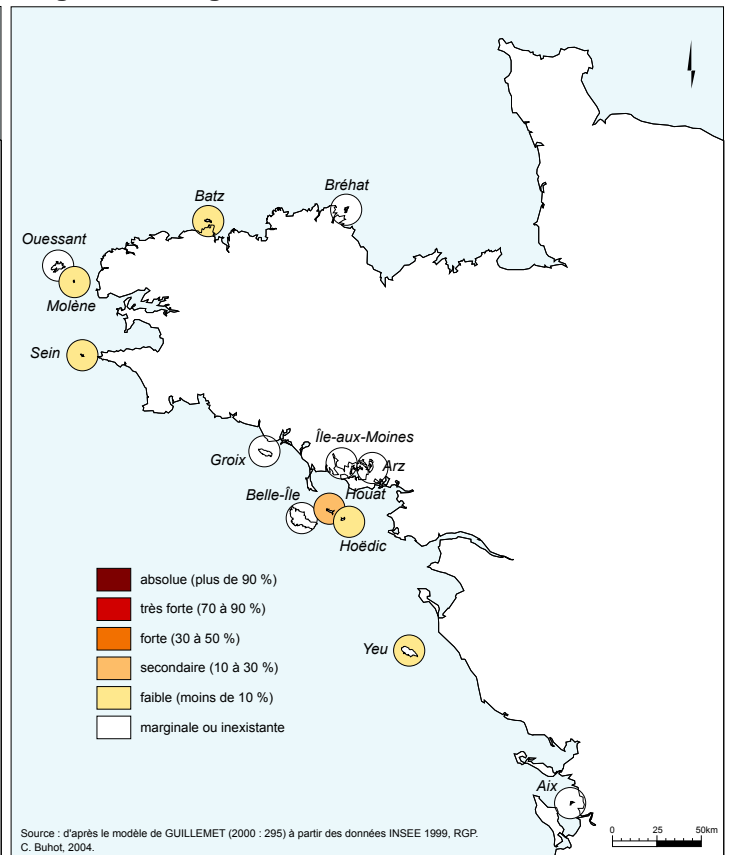 Batz
Bréhat
Ouessant
Molène
Sein
Île-aux-Moines
Groix
Arz
Belle-Île
Houat
Hoëdic
absolue (plus de 90 %)
très forte (70 à 90 %)
forte (30 à 50 %)
secondaire (10 à 30 %)
faible (moins de 10 %)
marginale ou inexistante
Yeu
Aix
0 25 50km
Source : d'après le modèle de GUILLEMET (2000 : 295) à partir des données INSEE 1999, RGP.
C. Buhot, 2004.